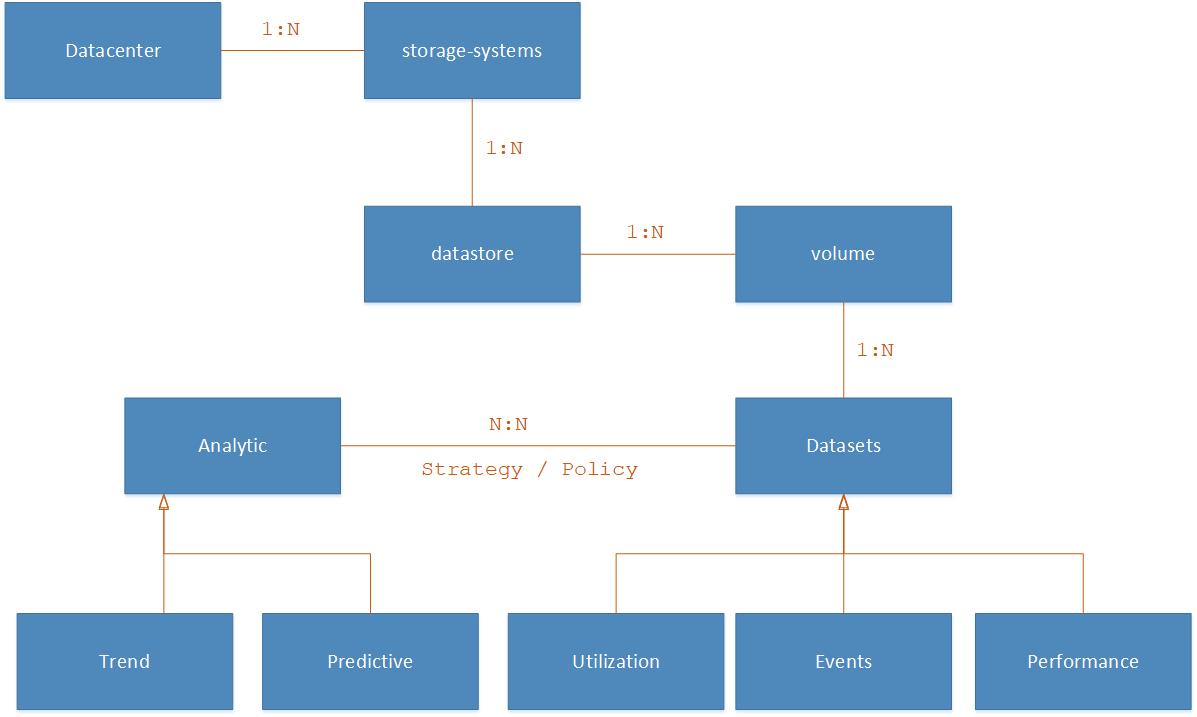 Datacenter
1:N
storage-systems
1:N
datastore
1:N
volume
1:N
Analytic
N:N
Strategy / Policy
Datasets
Trend
Predictive
Utilization
Events
Performance